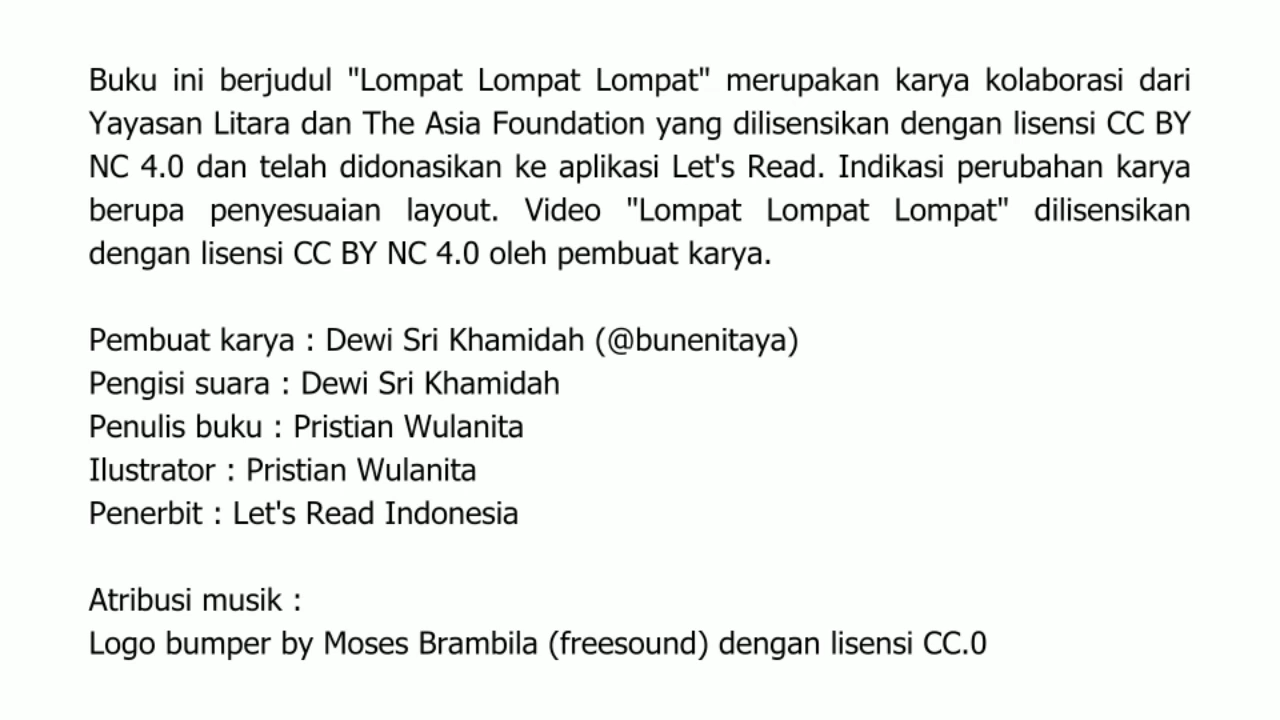 Buku ini berjudul "Lompat Lompat Lompat" merupakan karya kolaborasi dari
Yayasan Litara dan The Asia Foundation yang dilisensikan dengan lisensi CC BY
NC 4.0 dan telah didonasikan ke aplikasi Let's Read. Indikasi perubahan karya
berupa penyesuaian layout. Video "Lompat Lompat Lompat" dilisensikan
dengan lisensi CC BY NC 4.0 oleh pembuat karya.
Pembuat karya : Dewi Sri Khamidah (@bunenitaya)
Pengisi suara : Dewi Sri Khamidah
Penulis buku : Pristian Wulanita
Ilustrator : Pristian Wulanita
Penerbit : Let's Read Indonesia
Atribusi musik :
Logo bumper by Moses Brambila (freesound) dengan lisensi CC.0